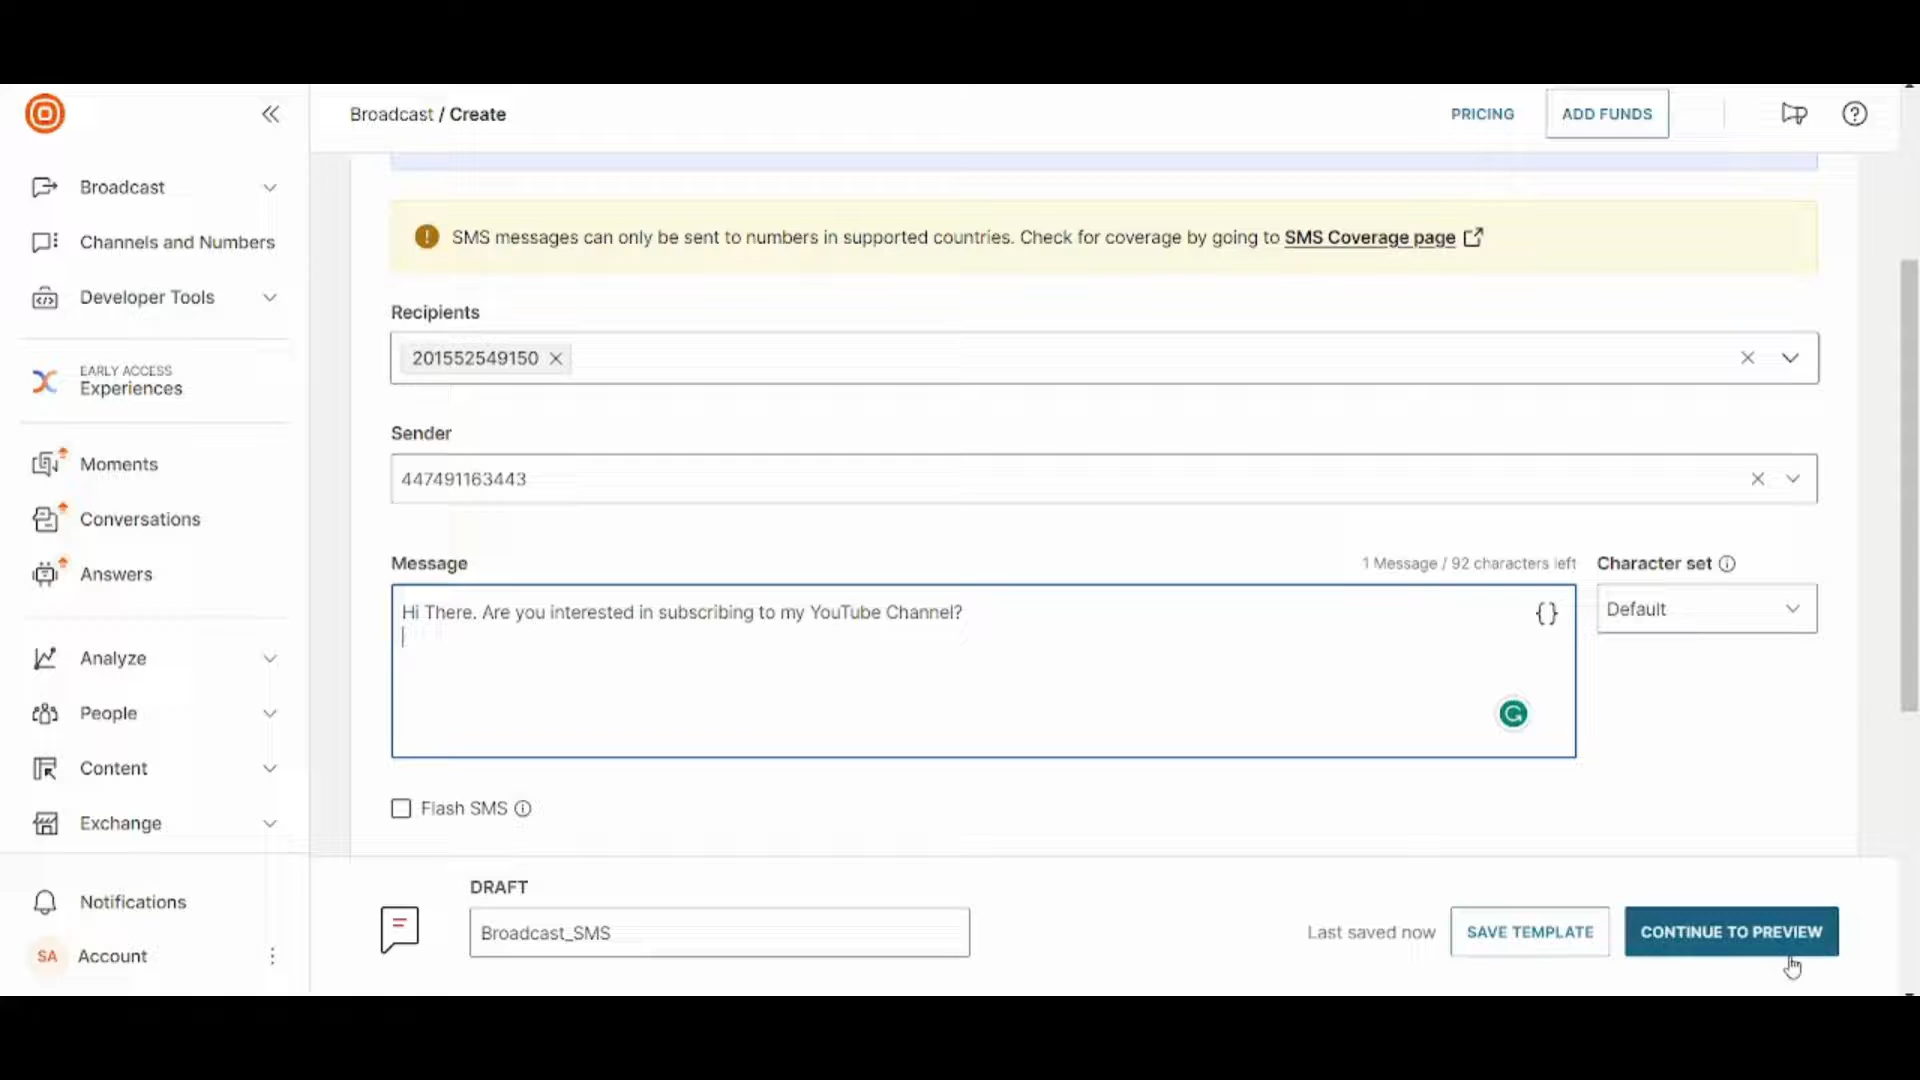 Broadcast / Create
PRICING
ADD FUNDS
Broadcast
Channels and Numbers
Developer Tools
EARLY ACCESS
Experiences
Moments
Conversations
Answers
Analyze
People
Content
Exchange
Notifications
SA Account
SMS messages can only be sent to numbers in supported countries. Check for coverage by going to SMS Coverage page
Recipients
201552549150
Sender
447491163443
Message
1 Message / 92 characters left
Character set
Hi There. Are you interested in subscribing to my YouTube Channel?
{}
Default
Flash SMS
DRAFT
Broadcast_SMS
Last saved now
SAVE TEMPLATE
CONTINUE TO PREVIEW